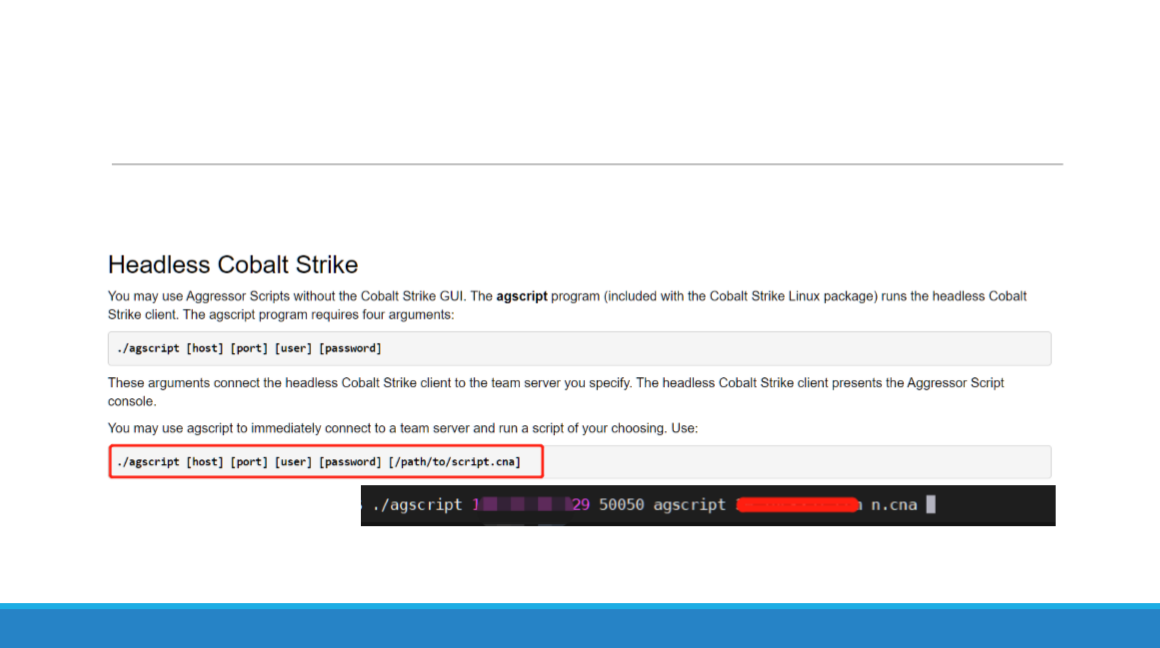 Headless Cobalt Strike
You may use Aggressor Scripts without the Cobalt Strike GUI. The agscript program (included with the Cobalt Strike Linux package) runs the headless Cobalt
Strike client. The agscript program requires four arguments:
./agscript [host] [port] [user] [password]
These arguments connect the headless Cobalt Strike client to the team server you specify. The headless Cobalt Strike client presents the Aggressor Script
console.
You may use agscript to immediately connect to a team server and run a script of your choosing. Use:
./agscript [host] [port] [user] [password] [/path/to/script.cna]
./agscript 29 50050 agscript n.cna